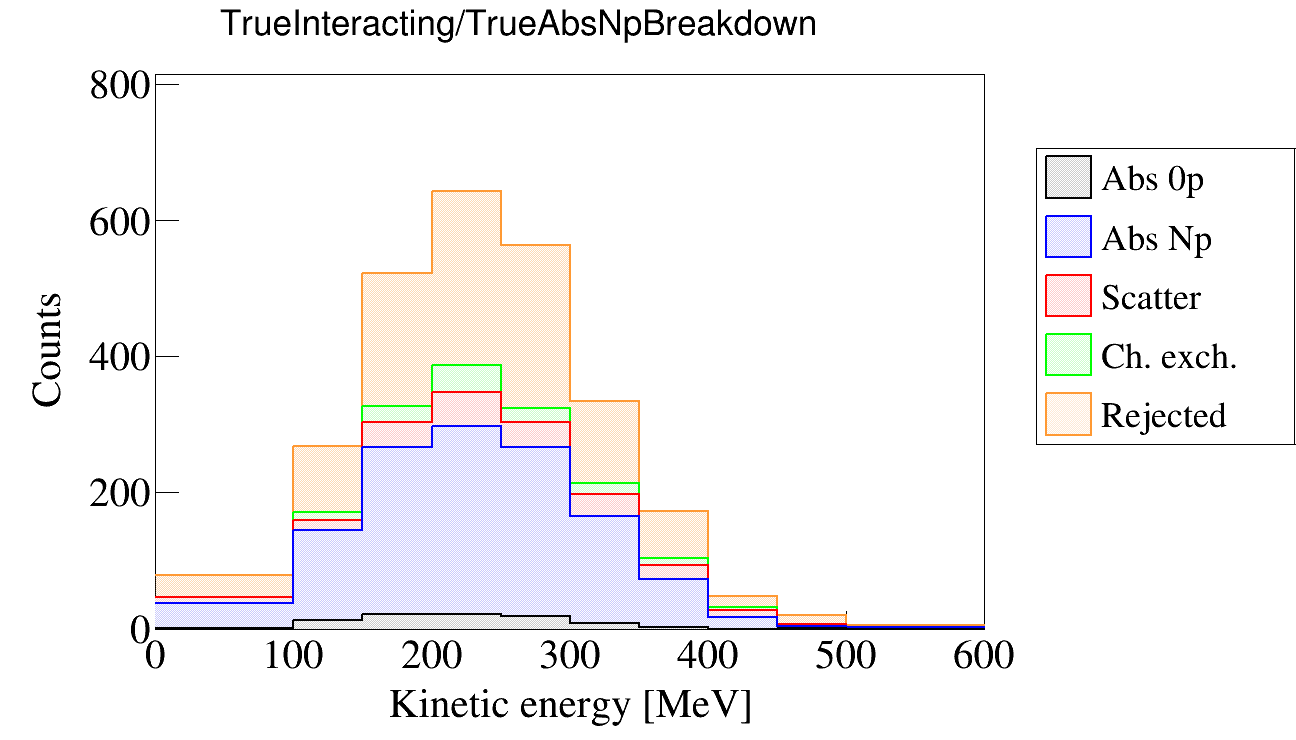 TrueInteracting/TrueAbsNpBreakdown
800
600
400
200
0
Counts
0 100 200 300 400 500 600
Kinetic energy [MeV]
Abs 0p
Abs Np
Scatter
Ch. exch.
Rejected